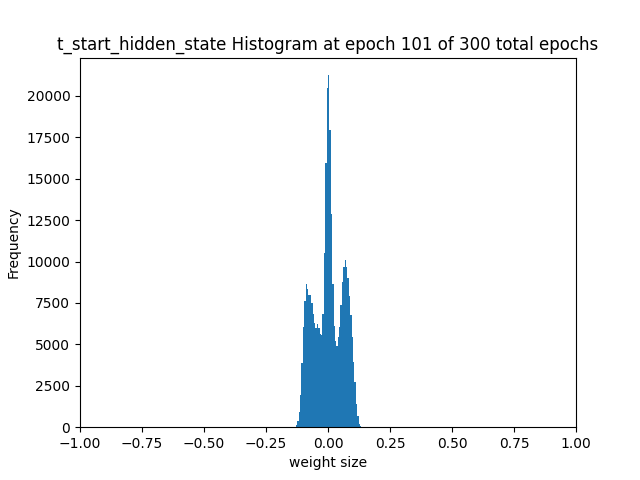 t_start_hidden_state Histogram at epoch 101 of 300 total epochs
20000
17500
15000
12500
10000
7500
5000
2500
0
Frequency
−1.00 −0.75 −0.50 −0.25 0.00 0.25 0.50 0.75 1.00
weight size